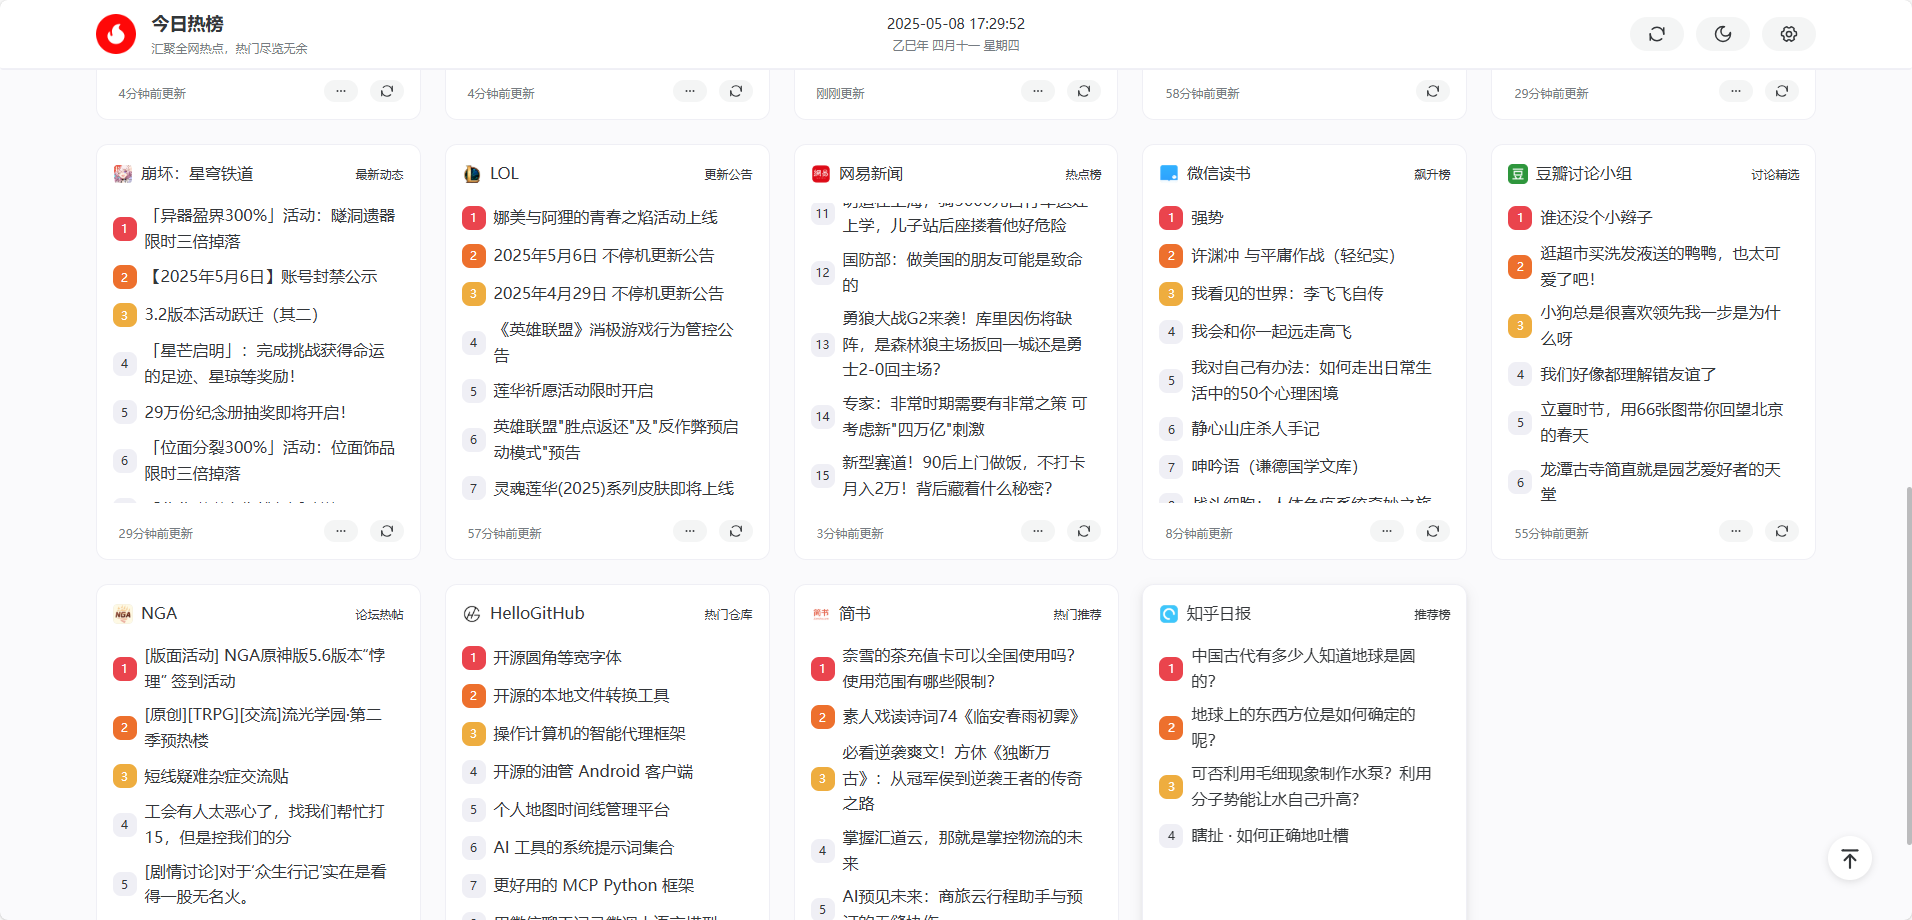 今日热榜
汇聚全网热点，热门尽览无余
2025-05-08 17:29:52
乙巳年 四月十一 星期四
4分钟前更新
4分钟前更新
刚刚更新
58分钟前更新
29分钟前更新
崩坏：星穹铁道
最新动态
1
「异器盈界300%」活动：隧洞遗器
限时三倍掉落
2
【2025年5月6日】账号封禁公示
3
3.2版本活动跃迁（其二）
4
「星芒启明」：完成挑战获得命运
的足迹、星琼等奖励！
5
29万份纪念册抽奖即将开启！
6
「位面分裂300%」活动：位面饰品
限时三倍掉落
29分钟前更新
LOL
更新公告
1
娜美与阿狸的青春之焰活动上线
2
2025年5月6日 不停机更新公告
3
2025年4月29日 不停机更新公告
4
《英雄联盟》消极游戏行为管控公
告
5
莲华祈愿活动限时开启
6
英雄联盟"胜点返还"及"反作弊预启
动模式"预告
7
灵魂莲华(2025)系列皮肤即将上线
57分钟前更新
网易新闻
热点榜
11
上学，儿子站后座搂着他好危险
12
国防部：做美国的朋友可能是致命
的
13
勇狼大战G2来袭！库里因伤将缺
阵，是森林狼主场扳回一城还是勇
士2-0回主场？
14
专家：非常时期需要有非常之策 可
考虑新"四万亿"刺激
15
新型赛道！90后上门做饭，不打卡
月入2万！背后藏着什么秘密？
3分钟前更新
微信读书
飙升榜
1
强势
2
许渊冲 与平庸作战（轻纪实）
3
我看见的世界：李飞飞自传
4
我会和你一起远走高飞
5
我对自己有办法：如何走出日常生
活中的50个心理困境
6
静心山庄杀人手记
7
呻吟语（谦德国学文库）
8分钟前更新
豆瓣讨论小组
讨论精选
1
谁还没个小辫子
2
逛超市买洗发液送的鸭鸭，也太可
爱了吧！
3
小狗总是很喜欢领先我一步是为什
么呀
4
我们好像都理解错友谊了
5
立夏时节，用66张图带你回望北京
的春天
6
龙潭古寺简直就是园艺爱好者的天
堂
55分钟前更新
NGA
论坛热帖
1
[版面活动] NGA原神版5.6版本“悖
理” 签到活动
2
[原创][TRPG][交流]流光学园·第二
季预热楼
3
短线疑难杂症交流贴
4
工会有人太恶心了，找我们帮忙打
15，但是控我们的分
5
[剧情讨论]对于‘众生行记’实在是看
得一股无名火。
HelloGitHub
热门仓库
1
开源圆角等宽字体
2
开源的本地文件转换工具
3
操作计算机的智能代理框架
4
开源的油管 Android 客户端
5
个人地图时间线管理平台
6
AI 工具的系统提示词集合
7
更好用的 MCP Python 框架
简书
热门推荐
1
奈雪的茶充值卡可以全国使用吗？
使用范围有哪些限制？
2
素人戏读诗词74《临安春雨初霁》
3
必看逆袭爽文！方休《独断万
古》：从冠军侯到逆袭王者的传奇
之路
4
掌握汇道云，那就是掌控物流的未
来
5
AI预见未来：商旅云行程助手与预
知乎日报
推荐榜
1
中国古代有多少人知道地球是圆
的？
2
地球上的东西方位是如何确定的
呢？
3
可否利用毛细现象制作水泵？利用
分子势能让水自己升高？
4
瞎扯 · 如何正确地吐槽